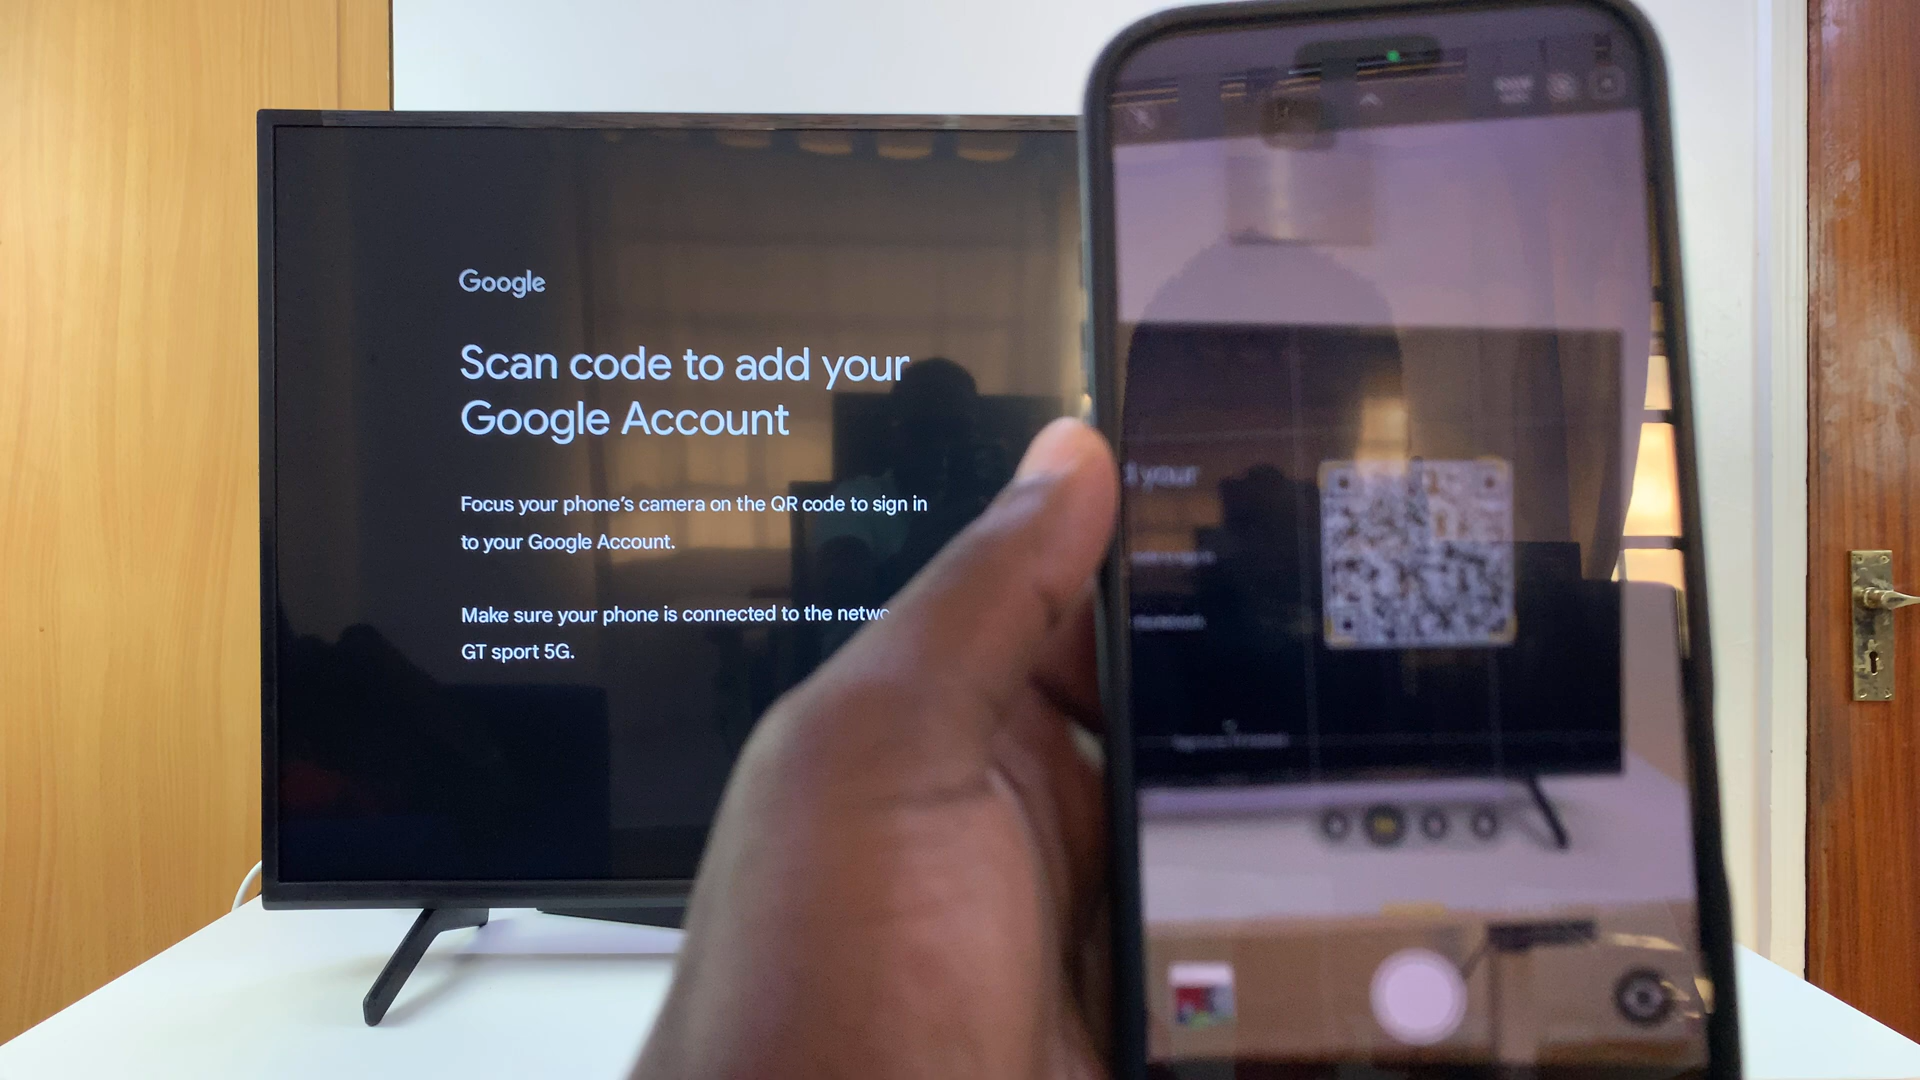 Google
Scan code to add your
Google Account
Focus your phone's camera on the QR code to sign in
to your Google Account.
Make sure your phone is connected to the
GT sport 5G.
your